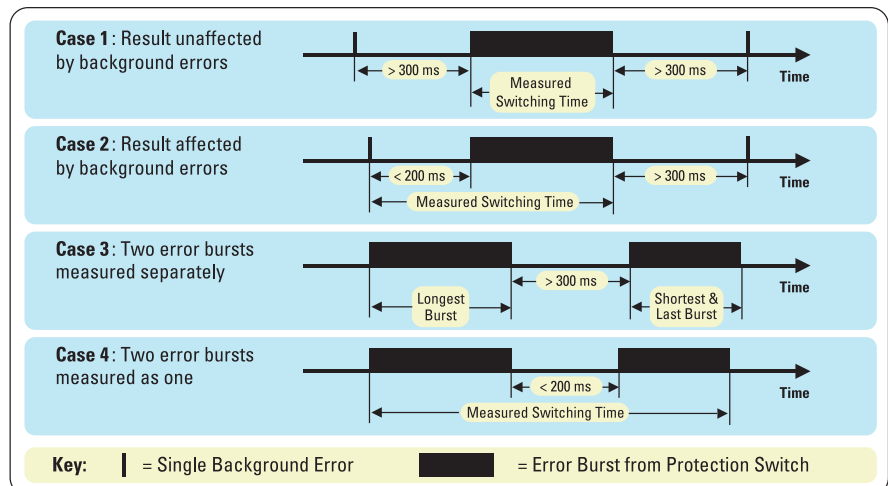 Case 1: Result unaffected
by background errors
> 300 ms
> 300 ms
Time
Measured
Switching Time
Case 2: Result affected
by background errors
< 200 ms
> 300 ms
Time
Measured Switching Time
Case 3: Two error bursts
measured separately
> 300 ms
Time
Longest
Burst
Shortest &
Last Burst
Case 4: Two error bursts
measured as one
< 200 ms
Time
Measured Switching Time
Key: = Single Background Error = Error Burst from Protection Switch